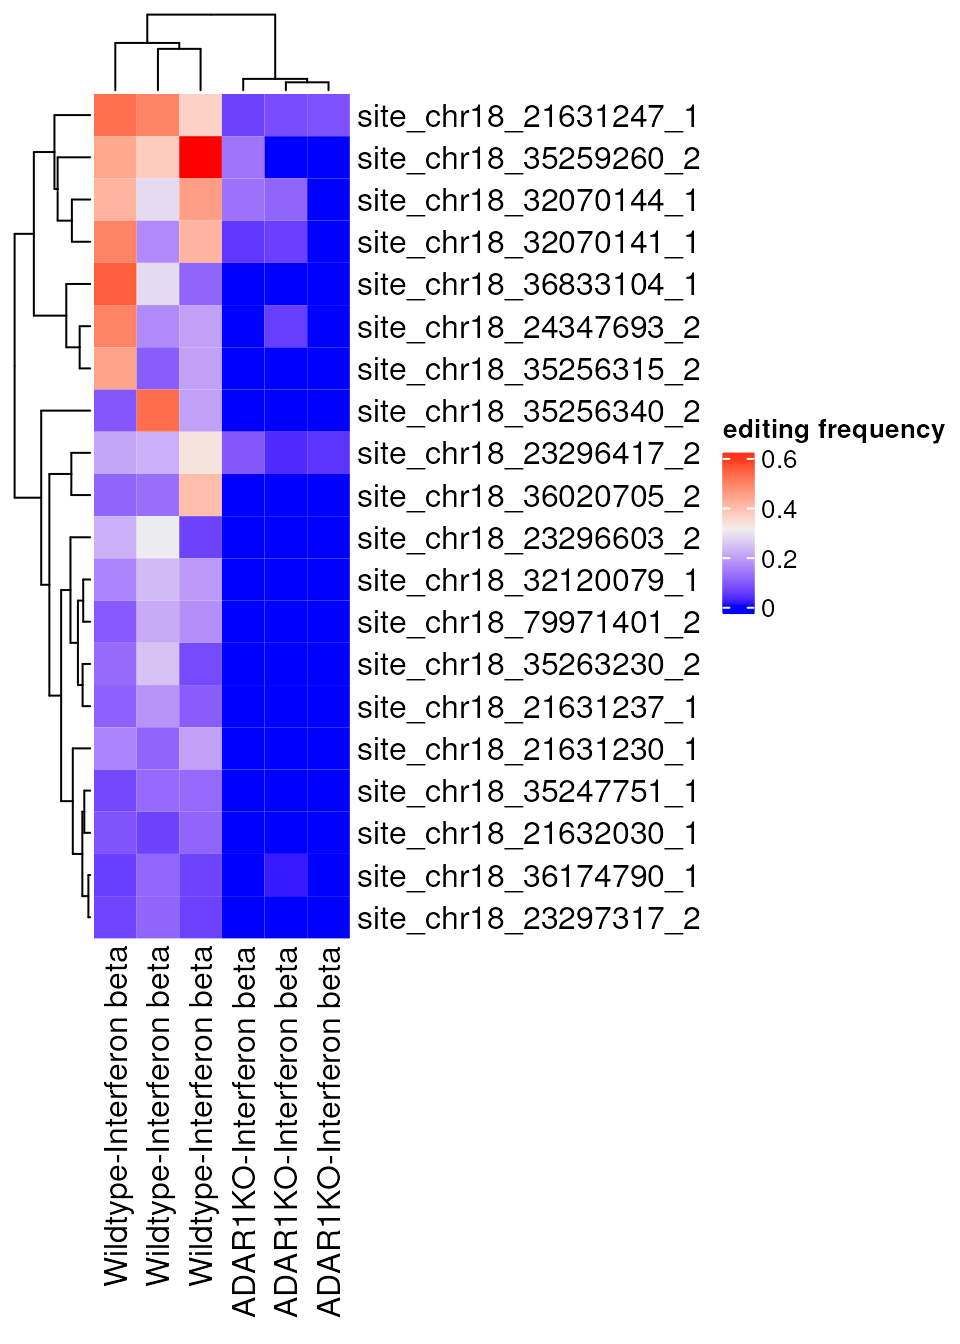 site_chr18_21631247_1
site_chr18_35259260_2
site_chr18_32070144_1
site_chr18_32070141_1
site_chr18_36833104_1
site_chr18_24347693_2
site_chr18_35256315_2
site_chr18_35256340_2
site_chr18_23296417_2
site_chr18_36020705_2
site_chr18_23296603_2
site_chr18_32120079_1
site_chr18_79971401_2
site_chr18_35263230_2
site_chr18_21631237_1
site_chr18_21631230_1
site_chr18_35247751_1
site_chr18_21632030_1
site_chr18_36174790_1
site_chr18_23297317_2
editing frequency
0.6
0.4
0.2
0
Wildtype-Interferon beta
Wildtype-Interferon beta
Wildtype-Interferon beta
ADAR1KO-Interferon beta
ADAR1KO-Interferon beta
ADAR1KO-Interferon beta